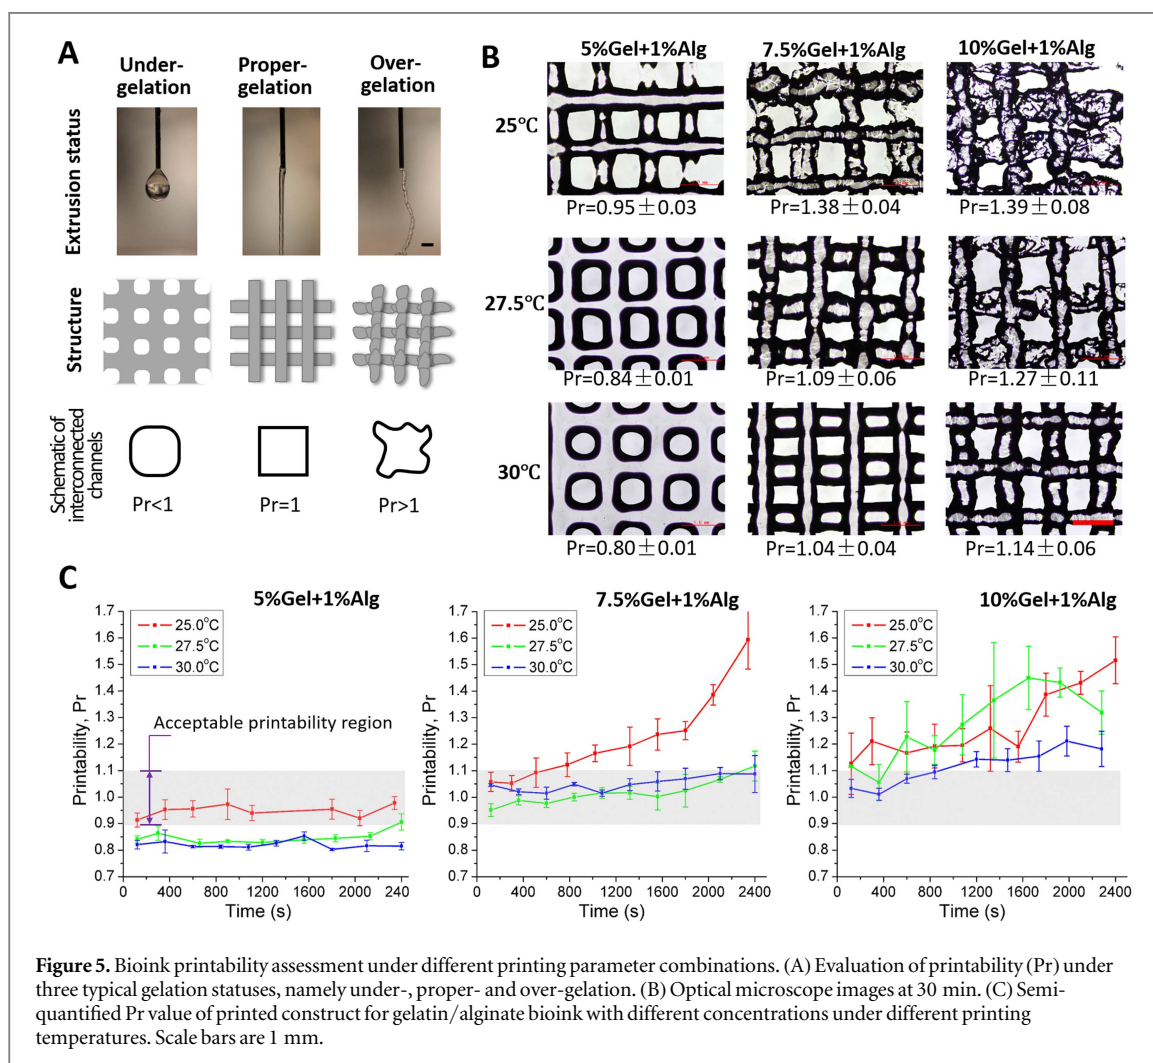 A
Under-
gelation
Proper-
gelation
Over-
gelation
Extrusion status
Structure
Schematic of
interconnected
channels
Pr<1
Pr=1
Pr>1
B
5%Gel+1%Alg
7.5%Gel+1%Alg
10%Gel+1%Alg
25℃
Pr=0.95±0.03
Pr=1.38±0.04
Pr=1.39±0.08
27.5℃
Pr=0.84±0.01
Pr=1.09±0.06
Pr=1.27±0.11
30℃
Pr=0.80±0.01
Pr=1.04±0.04
Pr=1.14±0.06
C
5%Gel+1%Alg
Printability, Pr
1.7
1.6
1.5
1.4
1.3
1.2
1.1
1.0
0.9
0.8
0.7
25.0°C
27.5°C
30.0°C
Acceptable printability region
0 400 800 1200 1600 2000 2400
Time (s)
7.5%Gel+1%Alg
Printability, Pr
1.7
1.6
1.5
1.4
1.3
1.2
1.1
1.0
0.9
0.8
0.7
25.0°C
27.5°C
30.0°C
0 400 800 1200 1600 2000 2400
Time (s)
10%Gel+1%Alg
Printability, Pr
1.7
1.6
1.5
1.4
1.3
1.2
1.1
1.0
0.9
0.8
0.7
25.0°C
27.5°C
30.0°C
0 400 800 1200 1600 2000 2400
Time (s)
Figure 5. Bioink printability assessment under different printing parameter combinations. (A) Evaluation of printability (Pr) under
three typical gelation statuses, namely under-, proper- and over-gelation. (B) Optical microscope images at 30 min. (C) Semi-
quantified Pr value of printed construct for gelatin/alginate bioink with different concentrations under different printing
temperatures. Scale bars are 1 mm.